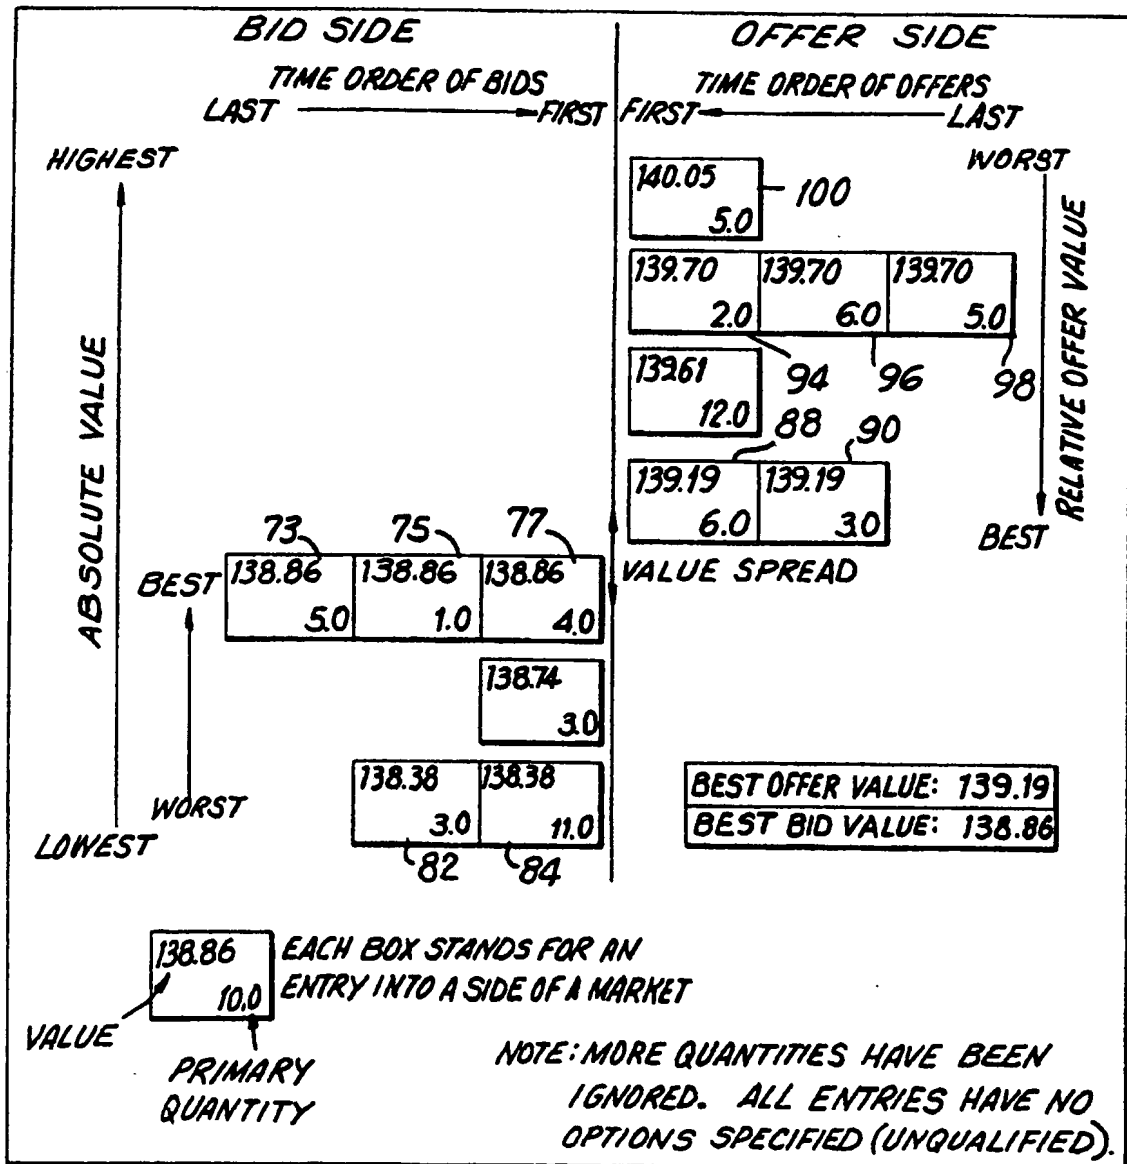 BID SIDE
OFFER SIDE
TIME ORDER OF BIDS
TIME ORDER OF OFFERS
LAST
FIRST
FIRST
LAST
HIGHEST
WORST
140.05
5.0
100
139.70
139.70
139.70
2.0
6.0
5.0
94
96
98
139.61
12.0
88
90
139.19
139.19
6.0
3.0
RELATIVE OFFER VALUE
BEST
ABSOLUTE VALUE
73
75
77
VALUE SPREAD
BEST
138.86
138.86
138.86
5.0
1.0
4.0
138.74
3.0
WORST
138.38
138.38
3.0
11.0
LOWEST
82
84
BEST OFFER VALUE: 139.19
BEST BID VALUE: 138.86
138.86
10.0
EACH BOX STANDS FOR AN
ENTRY INTO A SIDE OF A MARKET
VALUE
PRIMARY
QUANTITY
NOTE: MORE QUANTITIES HAVE BEEN
IGNORED. ALL ENTRIES HAVE NO
OPTIONS SPECIFIED (UNQUALIFIED).